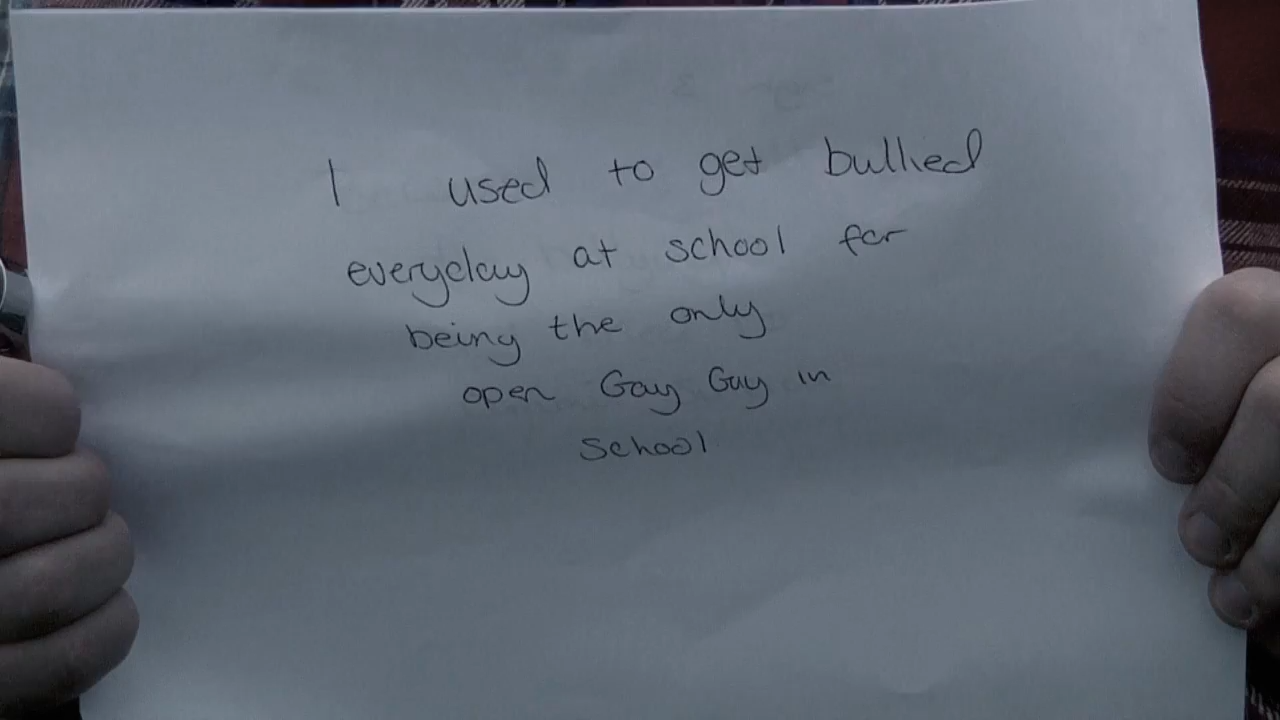 I used to get bullied
everyday at school for
being the only
open Gay Guy in
School